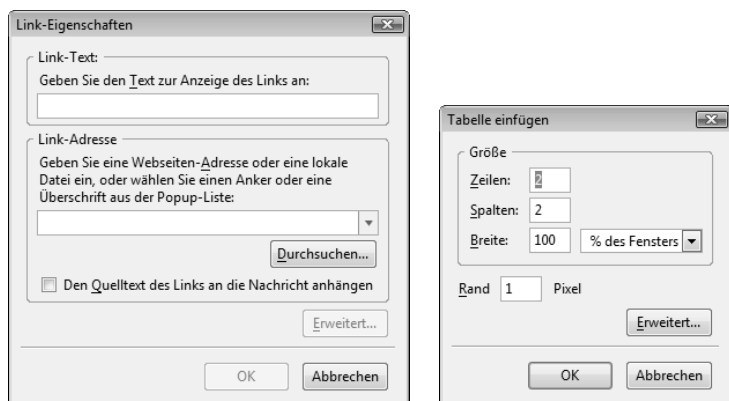 Link-Eigenschaften
Link-Text:
Geben Sie den Text zur Anzeige des Links an:
Link-Adresse
Geben Sie eine Webseiten-Adresse oder eine lokale
Datei ein, oder wählen Sie einen Anker oder eine
Überschrift aus der Popup-Liste:
Durchsuchen...
Den Quelltext des Links an die Nachricht anhängen
Erweitert...
OK Abbrechen
Tabelle einfügen
Größe
Zeilen: 2
Spalten: 2
Breite: 100 % des Fensters
Rand 1 Pixel
Erweitert...
OK Abbrechen